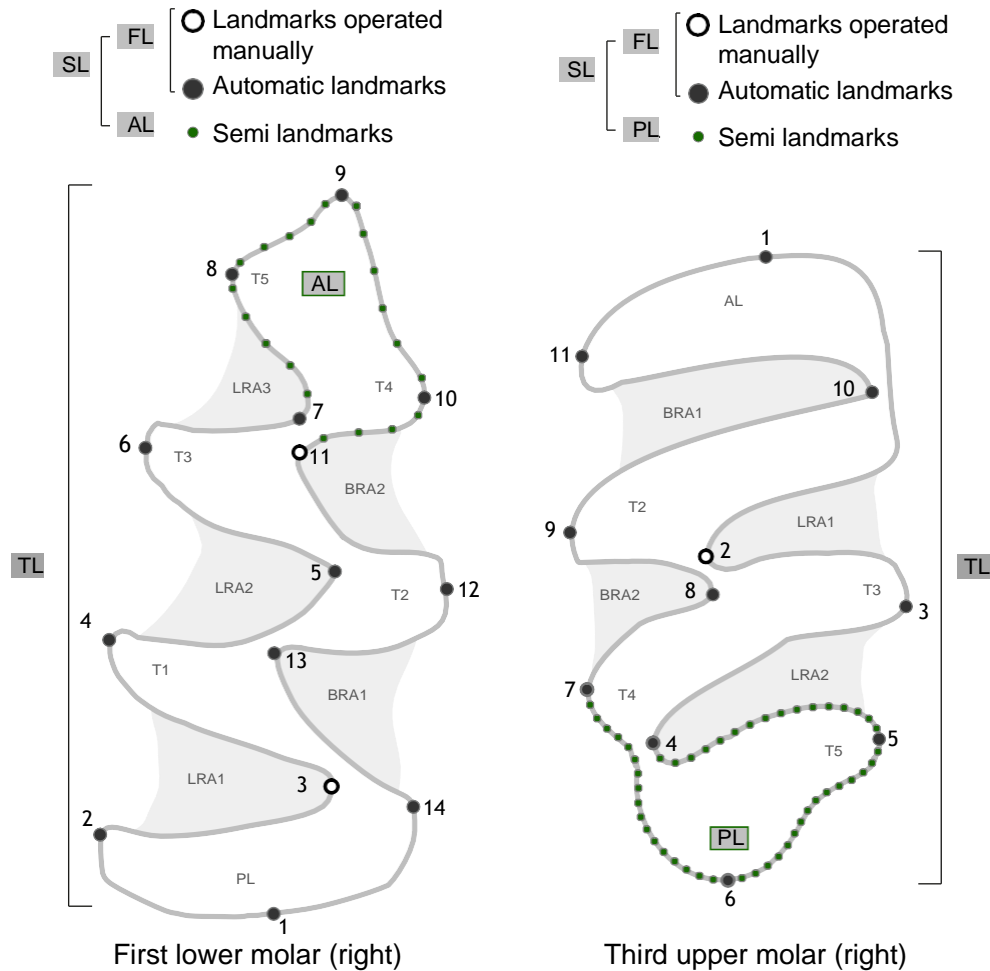 SL
FL
Landmarks operated
manually
Automatic landmarks
AL
Semi landmarks
9
8
T5
AL
LRA3
T4
10
7
6
T3
11
BRA2
TL
5
LRA2
T2
12
4
13
T1
BRA1
LRA1
3
14
2
PL
1
First lower molar (right)
SL
FL
Landmarks operated
manually
Automatic landmarks
PL
Semi landmarks
1
AL
11
10
BRA1
T2
LRA1
9
2
TL
BRA2
8
T3
3
LRA2
7
T4
4
5
T5
PL
6
Third upper molar (right)